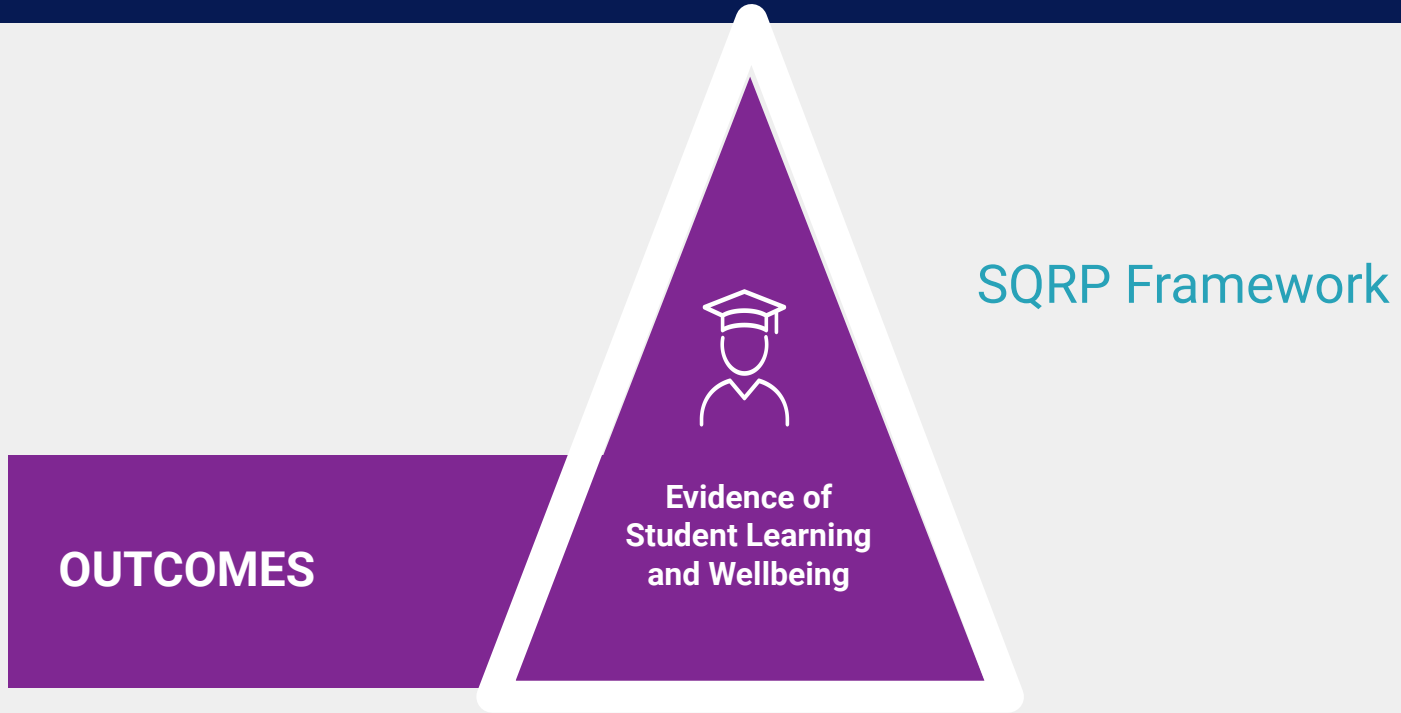 SQRP Framework
Evidence of
Student Learning
and Wellbeing
OUTCOMES